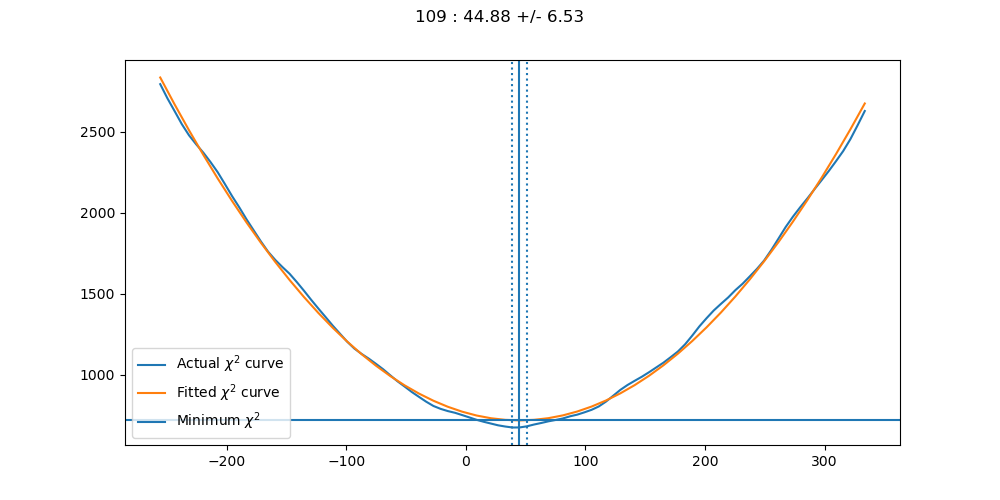 109 : 44.88 +/- 6.53
2500
2000
1500
1000
Actual χ² curve
Fitted χ² curve
Minimum χ²
−200 −100 0 100 200 300